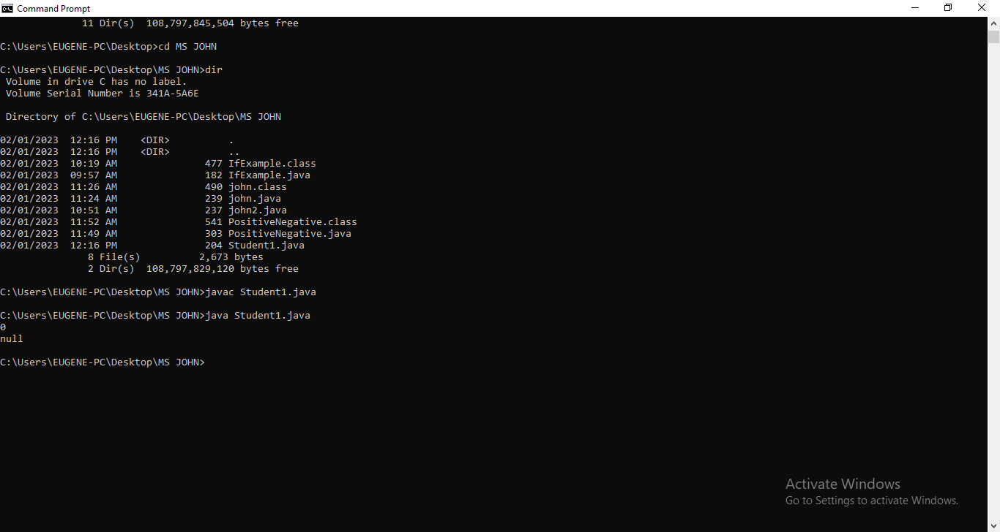 Command Prompt
11 Dir(s)  108,797,845,504 bytes free
C:\Users\EUGENE-PC\Desktop>cd MS JOHN
C:\Users\EUGENE-PC\Desktop\MS JOHN>dir
Volume in drive C has no label.
Volume Serial Number is 341A-5A6E
Directory of C:\Users\EUGENE-PC\Desktop\MS JOHN
02/01/2023  12:16 PM    <DIR>          .
02/01/2023  12:16 PM    <DIR>          ..
02/01/2023  10:19 AM               477 IfExample.class
02/01/2023  09:57 AM               182 IfExample.java
02/01/2023  11:26 AM               490 john.class
02/01/2023  11:24 AM               239 john.java
02/01/2023  10:51 AM               237 john2.java
02/01/2023  11:52 AM               541 PositiveNegative.class
02/01/2023  11:49 AM               303 PositiveNegative.java
02/01/2023  12:16 PM               204 Student1.java
8 File(s)          2,673 bytes
2 Dir(s)  108,797,829,120 bytes free
C:\Users\EUGENE-PC\Desktop\MS JOHN>javac Student1.java
C:\Users\EUGENE-PC\Desktop\MS JOHN>java Student1.java
0
null
C:\Users\EUGENE-PC\Desktop\MS JOHN>
Activate Windows
Go to Settings to activate Windows.